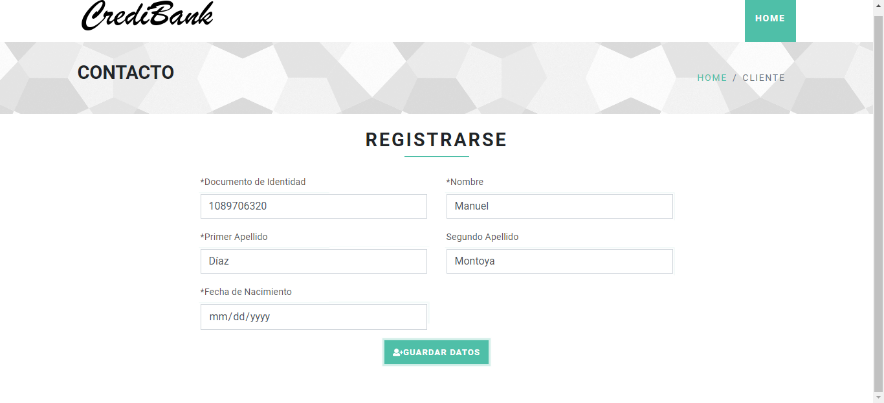 CrediBank
HOME
CONTACTO
HOME / CLIENTE
REGISTRARSE
*Documento de Identidad
*Nombre
1089706320
Manuel
*Primer Apellido
Segundo Apellido
Díaz
Montoya
*Fecha de Nacimiento
mm/dd/yyyy
GUARDAR DATOS